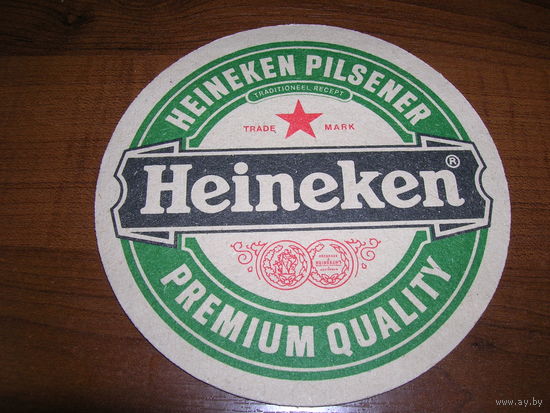 HEINEKEN PILSENER
TRADITIONEEL RECEPT
TRADE MARK
Heineken®
PREMIUM QUALITY
www.ay.by